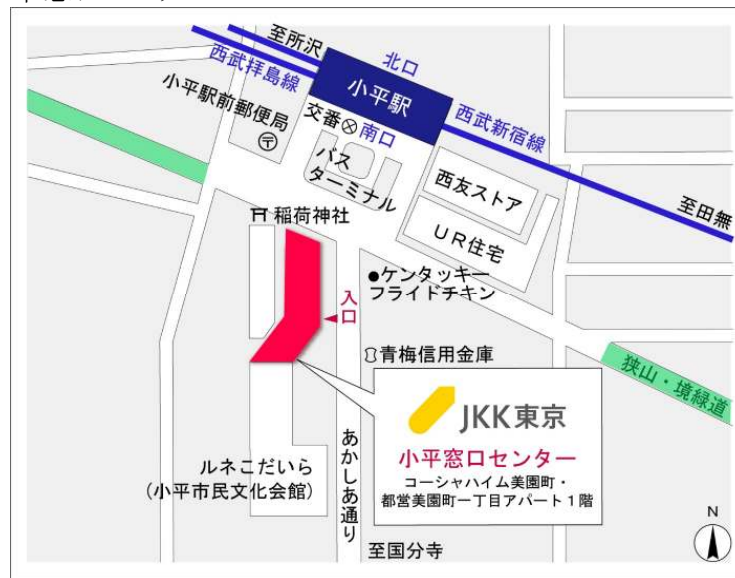 至所沢
北口
西武拝島線
小平駅
小平駅前郵便局
交番
南口
西武新宿線
バス
ターミナル
西友ストア
至田無
稲荷神社
UR住宅
ケンタッキー
フライドチキン
入口
青梅信用金庫
狭山・境緑道
JKK東京
小平窓口センター
コーシャハイム美園町・
都営美園町一丁目アパート1階
ルネこだいら
(小平市民文化会館)
あかしあ通り
至国分寺
N